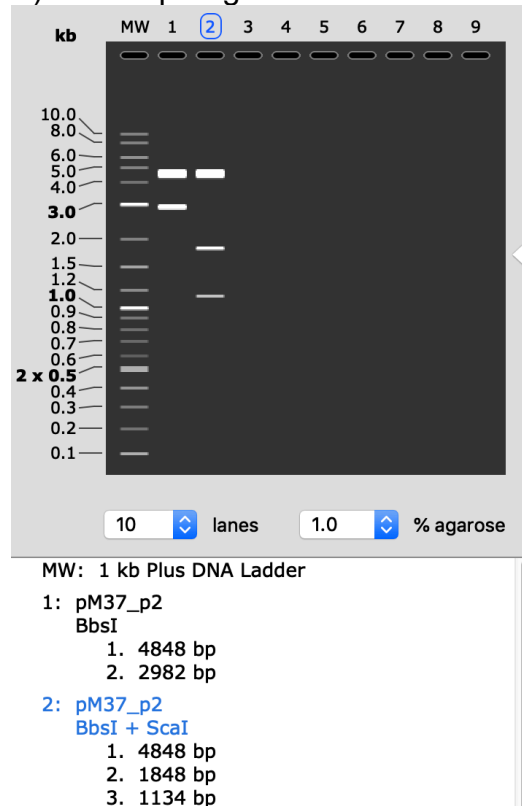 kb MW 1 2 3 4 5 6 7 8 9
10.0
8.0
6.0
5.0
4.0
3.0
2.0
1.5
1.2
1.0
0.9
0.8
0.7
0.6
2 x 0.5
0.4
0.3
0.2
0.1
10 lanes 1.0 % agarose
MW: 1 kb Plus DNA Ladder
1: pM37_p2
BbsI
1. 4848 bp
2. 2982 bp
2: pM37_p2
BbsI + ScaI
1. 4848 bp
2. 1848 bp
3. 1134 bp